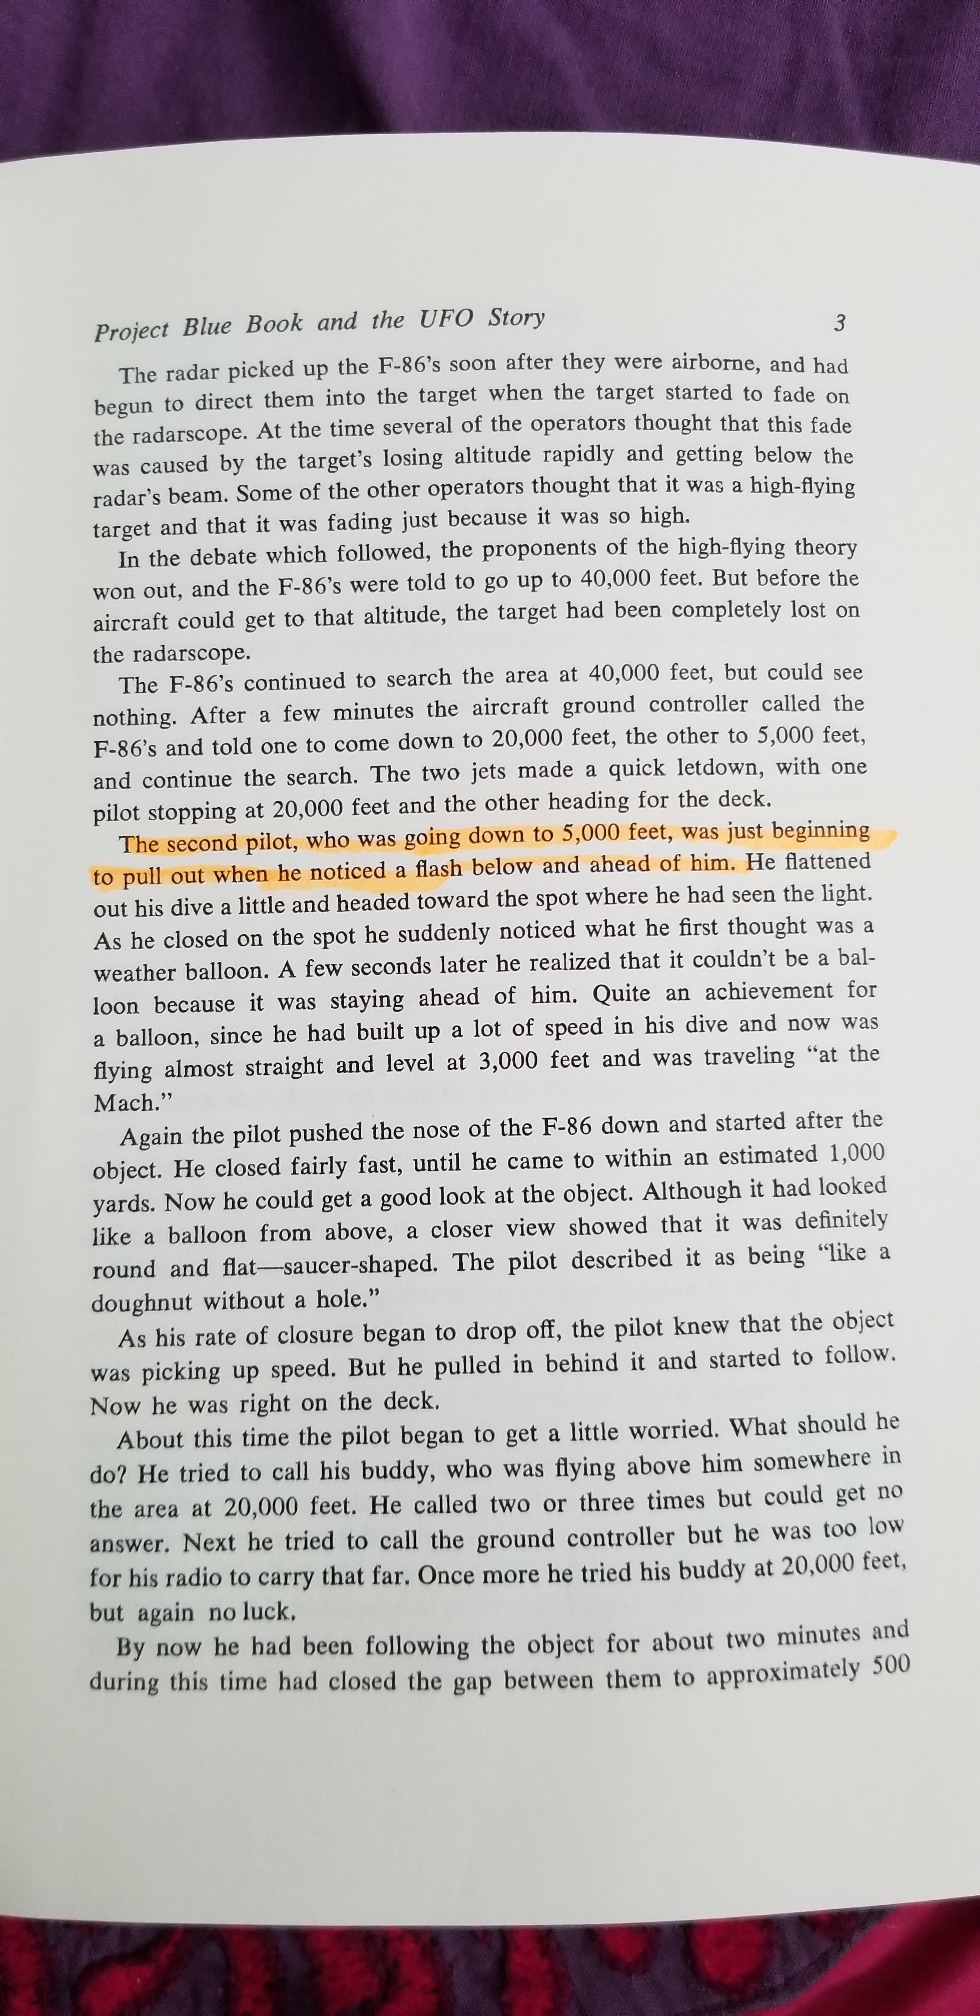 Project Blue Book and the UFO Story 3
The radar picked up the F-86's soon after they were airborne, and had
begun to direct them into the target when the target started to fade on
the radarscope. At the time several of the operators thought that this fade
was caused by the target's losing altitude rapidly and getting below the
radar's beam. Some of the other operators thought that it was a high-flying
target and that it was fading just because it was so high.
In the debate which followed, the proponents of the high-flying theory
won out, and the F-86's were told to go up to 40,000 feet. But before the
aircraft could get to that altitude, the target had been completely lost on
the radarscope.
The F-86's continued to search the area at 40,000 feet, but could see
nothing. After a few minutes the aircraft ground controller called the
F-86's and told one to come down to 20,000 feet, the other to 5,000 feet,
and continue the search. The two jets made a quick letdown, with one
pilot stopping at 20,000 feet and the other heading for the deck.
The second pilot, who was going down to 5,000 feet, was just beginning
to pull out when he noticed a flash below and ahead of him. He flattened
out his dive a little and headed toward the spot where he had seen the light.
As he closed on the spot he suddenly noticed what he first thought was a
weather balloon. A few seconds later he realized that it couldn't be a bal-
loon because it was staying ahead of him. Quite an achievement for
a balloon, since he had built up a lot of speed in his dive and now was
flying almost straight and level at 3,000 feet and was traveling “at the
Mach.”
Again the pilot pushed the nose of the F-86 down and started after the
object. He closed fairly fast, until he came to within an estimated 1,000
yards. Now he could get a good look at the object. Although it had looked
like a balloon from above, a closer view showed that it was definitely
round and flat—saucer-shaped. The pilot described it as being “like a
doughnut without a hole.”
As his rate of closure began to drop off, the pilot knew that the object
was picking up speed. But he pulled in behind it and started to follow.
Now he was right on the deck.
About this time the pilot began to get a little worried. What should he
do? He tried to call his buddy, who was flying above him somewhere in
the area at 20,000 feet. He called two or three times but could get no
answer. Next he tried to call the ground controller but he was too low
for his radio to carry that far. Once more he tried his buddy at 20,000 feet,
but again no luck.
By now he had been following the object for about two minutes and
during this time had closed the gap between them to approximately 500